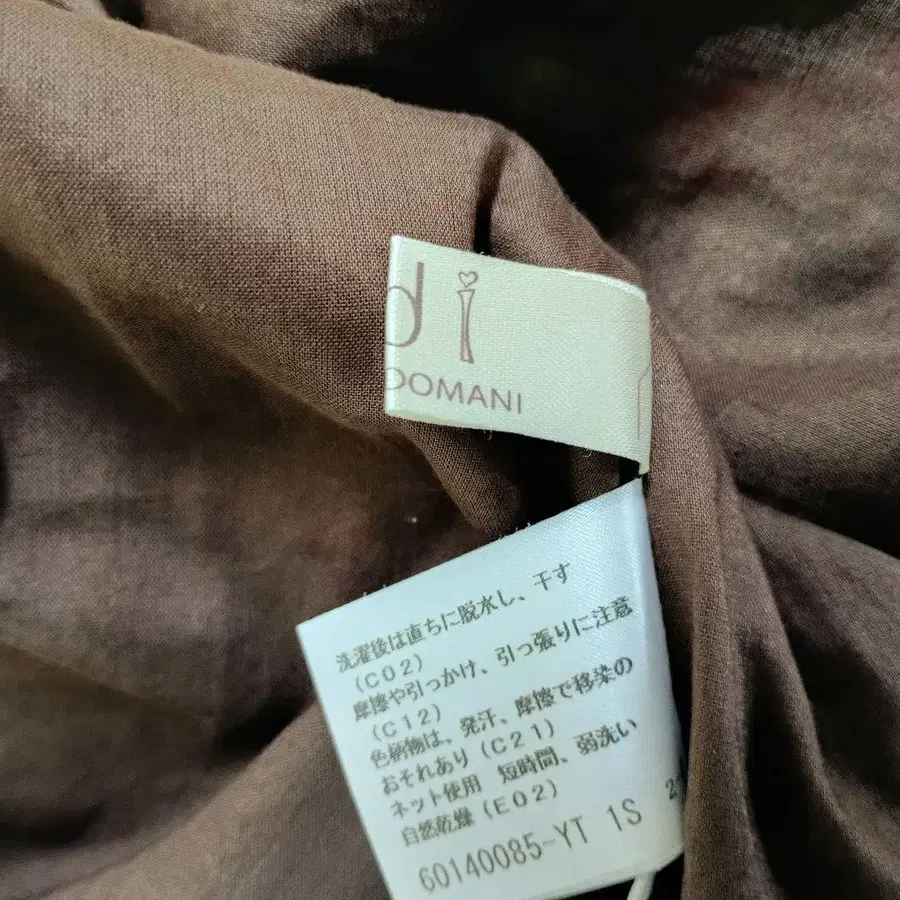 di
DOMANI
洗濯後は直ちに脱水し、干す
(C02)
摩擦や引っかけ、引っ張りに注意
(C12)
色柄物は、発汗、摩擦で移染の
おそれあり(C21)
ネット使用 短時間、弱洗い
自然乾燥(E02)
60140085-YT 1S